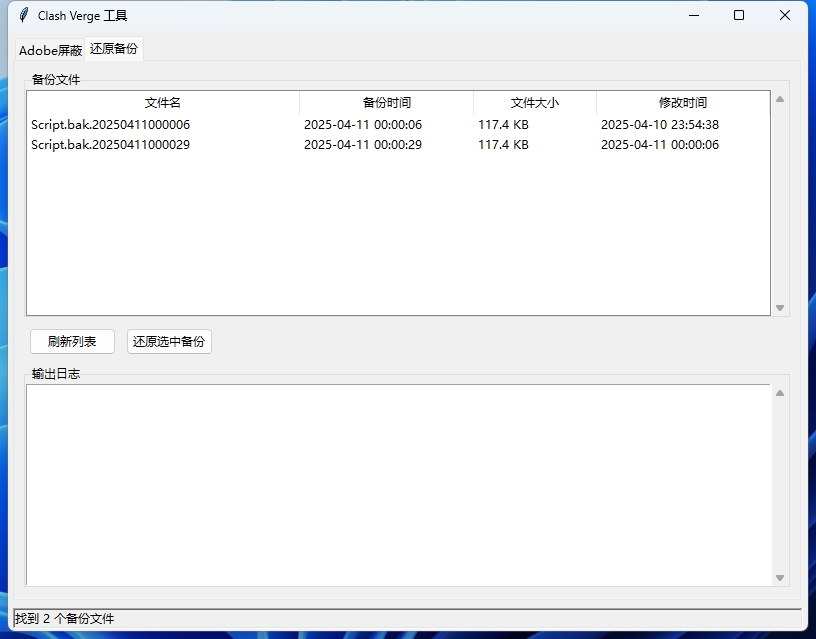 Clash Verge 工具
Adobe屏蔽 还原备份
备份文件
文件名 备份时间 文件大小 修改时间
Script.bak.20250411000006 2025-04-11 00:00:06 117.4 KB 2025-04-10 23:54:38
Script.bak.20250411000029 2025-04-11 00:00:29 117.4 KB 2025-04-11 00:00:06
刷新列表 还原选中备份
输出日志
找到 2 个备份文件